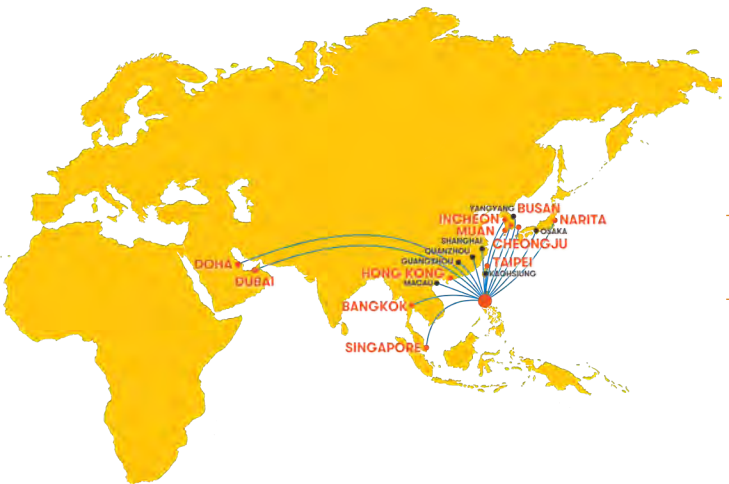 YANGYANG
BUSAN
INCHEON
NARITA
MUAN
OSAKA
SHANGHAI
CHEONGJU
QUANZHOU
GUANGZHOU
TAIPEI
DOHA
HONG KONG
KAOHSIUNG
DUBAI
MACAU
BANGKOK
SINGAPORE